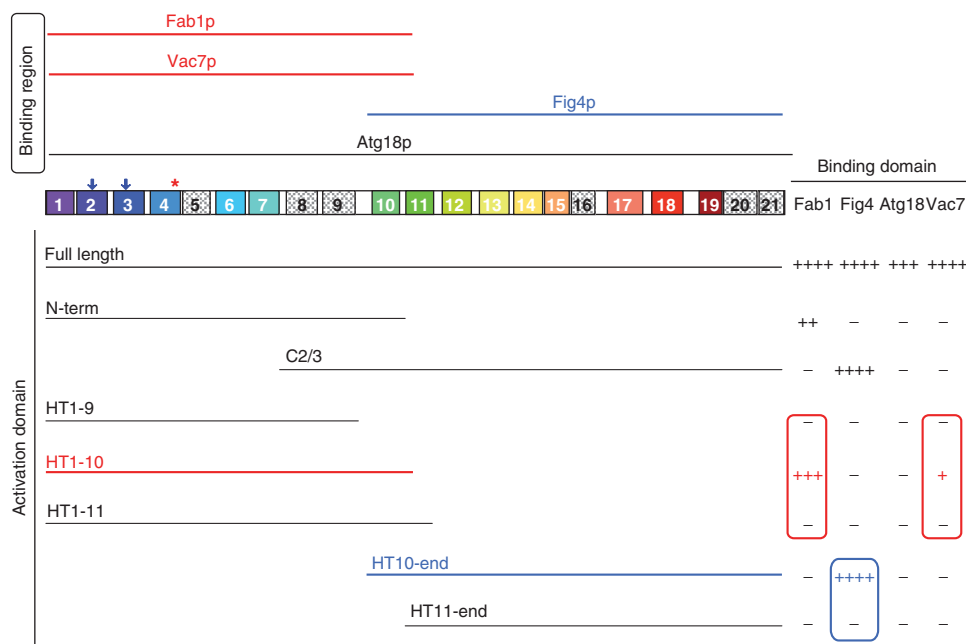 Fab1p
Vac7p
Fig4p
Atg18p
Binding region
Binding domain
*
1 2 3 4 5 6 7 8 9 10 11 12 13 14 15 16 17 18 19 20 21
Fab1 Fig4 Atg18 Vac7
Full length
++++ ++++ +++ ++++
N-term
++ – – –
C2/3
– ++++ – –
HT1-9
– – – –
HT1-10
+++ – – +
HT1-11
– – – –
HT10-end
– ++++ – –
HT11-end
– – – –
Activation domain